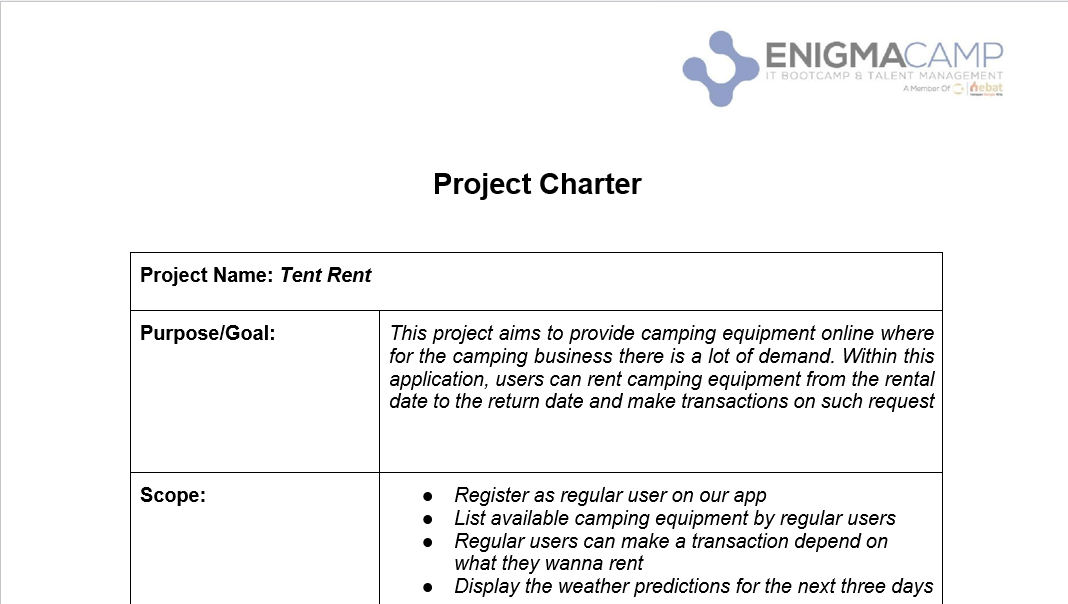 ENIGMACAMP
IT BOOTCAMP & TALENT MANAGEMENT
A Member Of
Project Charter
Project Name: Tent Rent
Purpose/Goal:
This project aims to provide camping equipment online where
for the camping business there is a lot of demand. Within this
application, users can rent camping equipment from the rental
date to the return date and make transactions on such request
Scope:
● Register as regular user on our app
● List available camping equipment by regular users
● Regular users can make a transaction depend on
what they wanna rent
● Display the weather predictions for the next three days